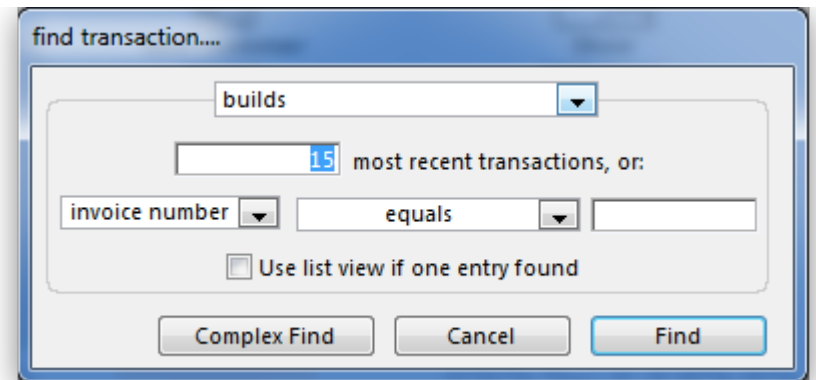 find transaction....
builds
15 most recent transactions, or:
invoice number equals
Use list view if one entry found
Complex Find Cancel Find